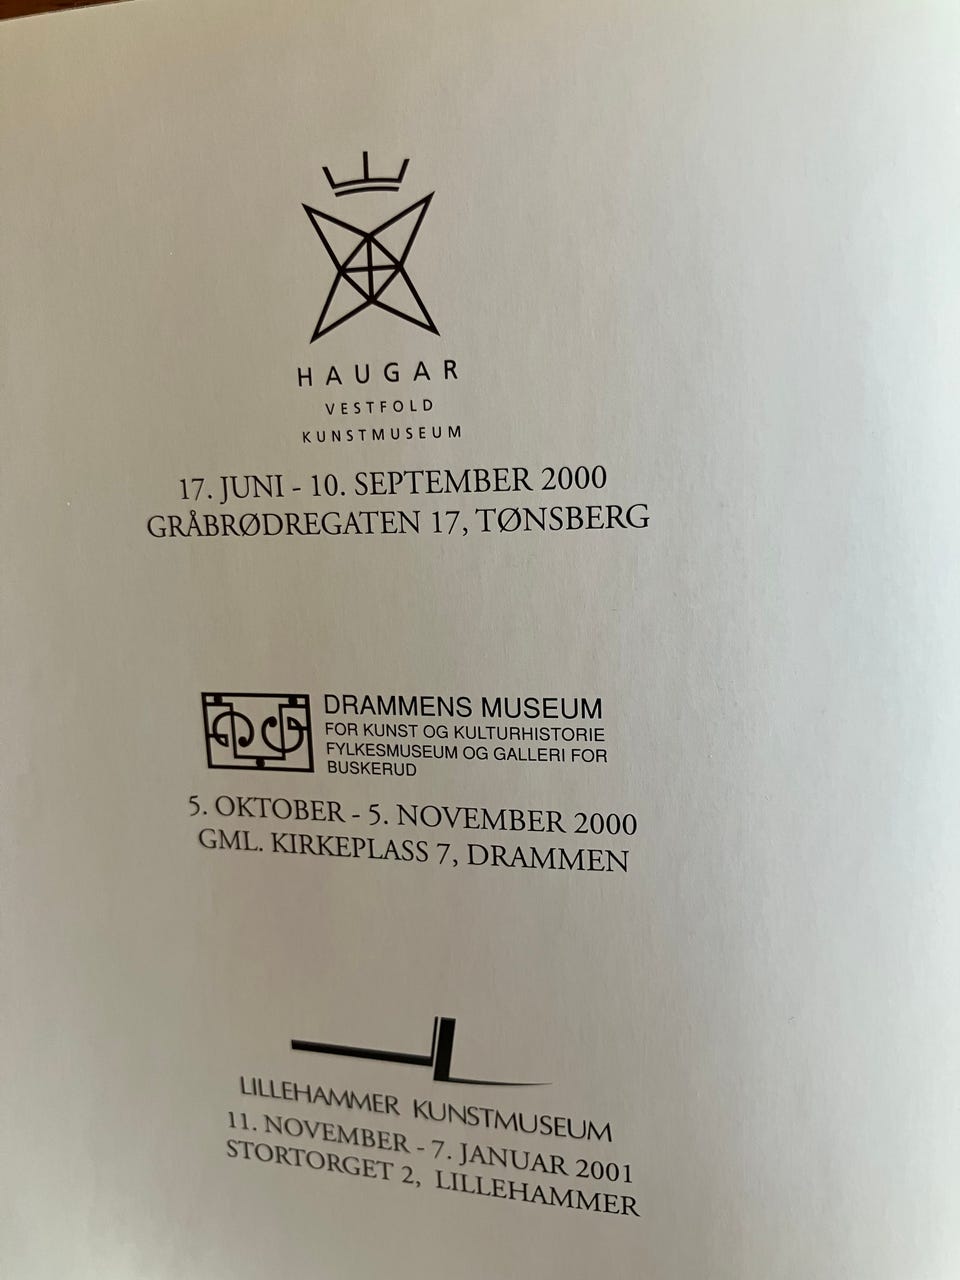 HAUGAR
VESTFOLD
KUNSTMUSEUM
17. JUNI - 10. SEPTEMBER 2000
GRÅBRØDREGATEN 17, TØNSBERG
DRAMMENS MUSEUM
FOR KUNST OG KULTURHISTORIE
FYLKESMUSEUM OG GALLERI FOR
BUSKERUD
5. OKTOBER - 5. NOVEMBER 2000
GML. KIRKEPLASS 7, DRAMMEN
LILLEHAMMER KUNSTMUSEUM
11. NOVEMBER - 7. JANUAR 2001
STORTORGET 2, LILLEHAMMER